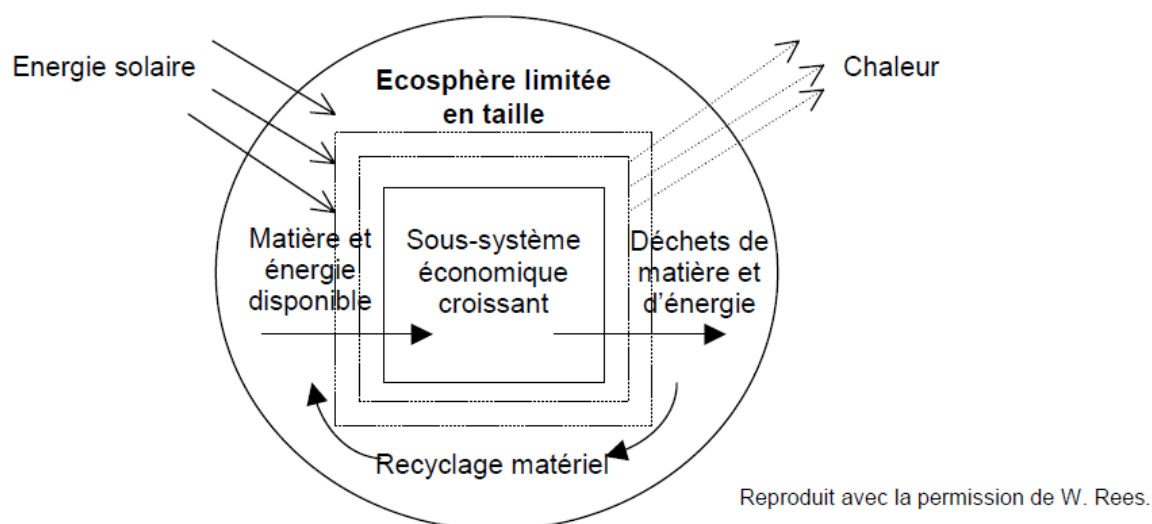 Energie solaire
Ecosphère limitée
en taille
Chaleur
Matière et
énergie
disponible
Sous-système
économique
croissant
Déchets de
matière et
d'énergie
Recyclage matériel
Reproduit avec la permission de W. Rees.